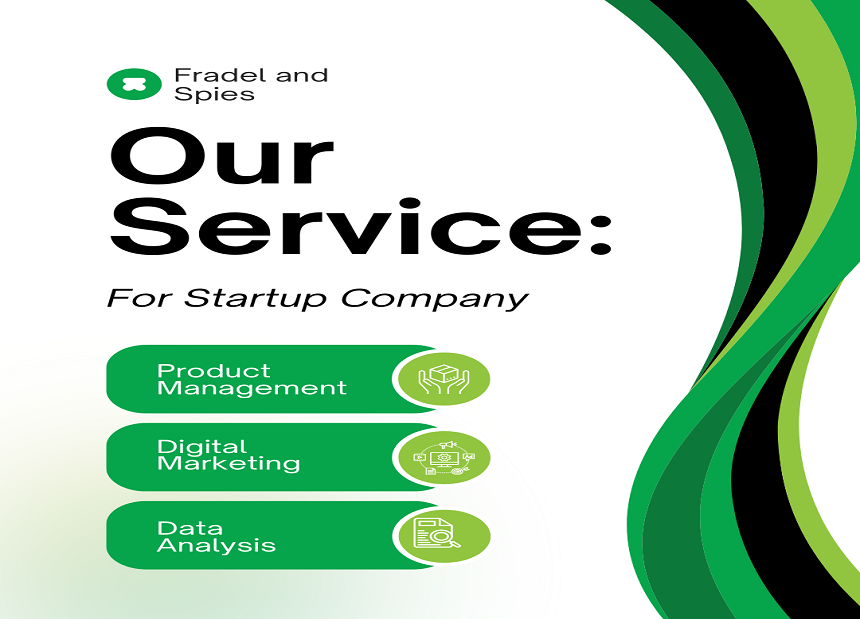 Fradel and
Spies
Our
Service:
For Startup Company
Product
Management
Digital
Marketing
Data
Analysis